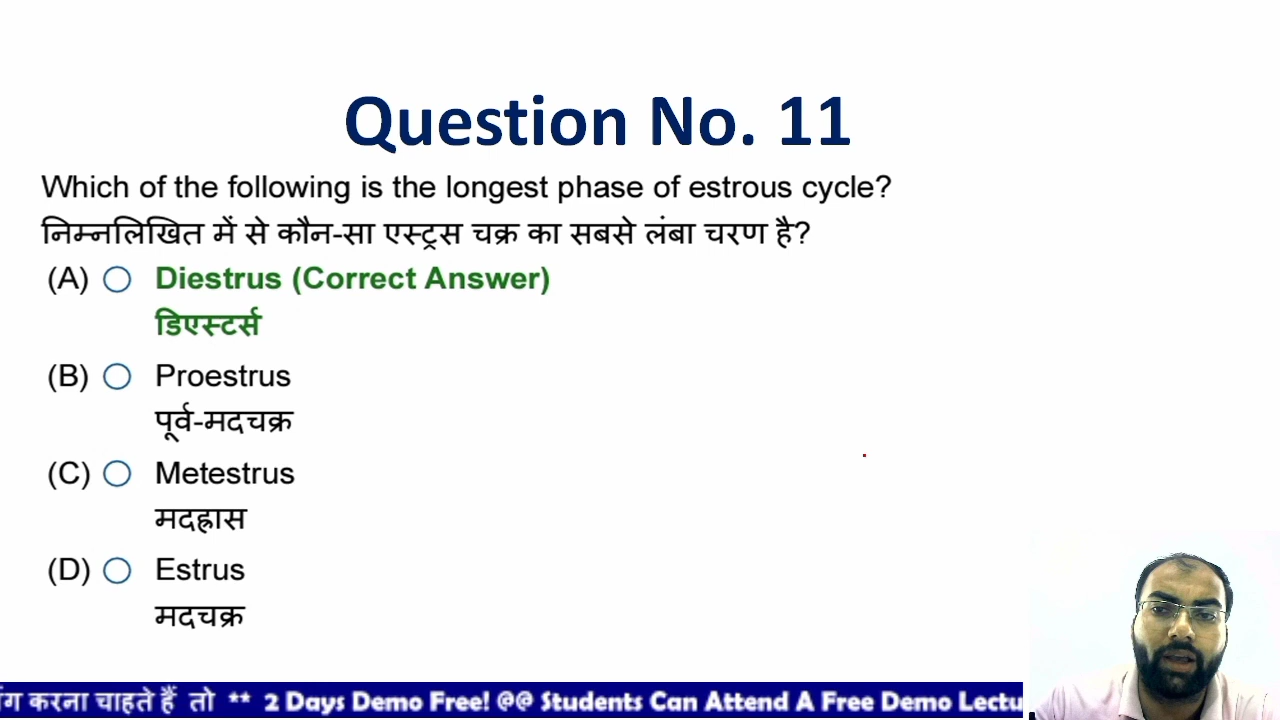 Question No. 11
Which of the following is the longest phase of estrous cycle?
निम्नलिखित में से कौन-सा एस्ट्रस चक्र का सबसे लंबा चरण है?
(A) Diestrus (Correct Answer)
डिएस्टर्स
(B) Proestrus
पूर्व-मदचक्र
(C) Metestrus
मदह्रास
(D) Estrus
मदचक्र
करना चाहते हैं तो ** 2 Days Demo Free! @@ Students Can Attend A Free Demo